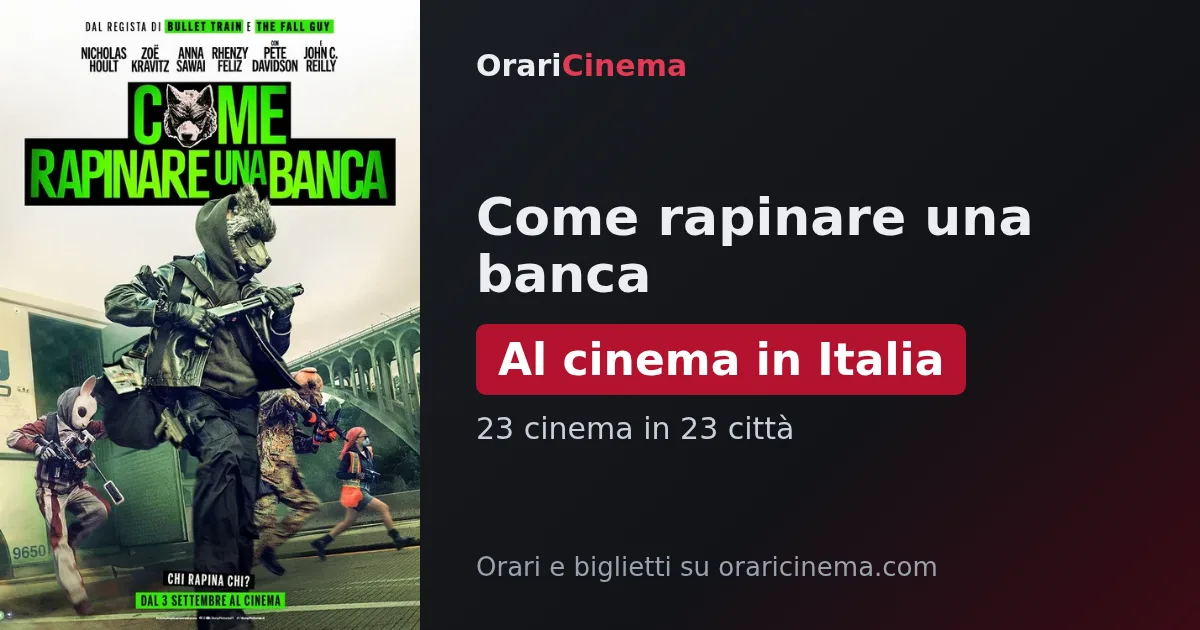 DAL REGISTA DI BULLET TRAIN E THE FALL GUY
NICHOLAS HOULT ZOË KRAVITZ ANNA SAWAI RHENZY FELIZ CON PETE DAVIDSON E JOHN C. REILLY
COME
RAPINARE UNA BANCA
9650
CHI RAPINA CHI?
DAL 3 SETTEMBRE AL CINEMA
OrariCinema
Come rapinare una
banca
Al cinema in Italia
23 cinema in 23 città
Orari e biglietti su oraricinema.com